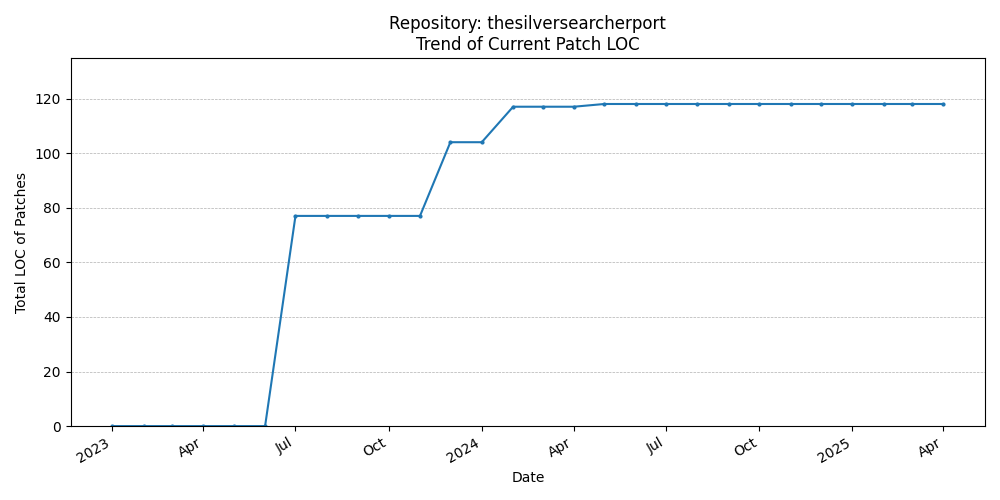 Repository: thesilversearcherport
Trend of Current Patch LOC
Total LOC of Patches
120
100
80
60
40
20
0
2023 Apr Jul Oct 2024 Apr Jul Oct 2025 Apr
Date